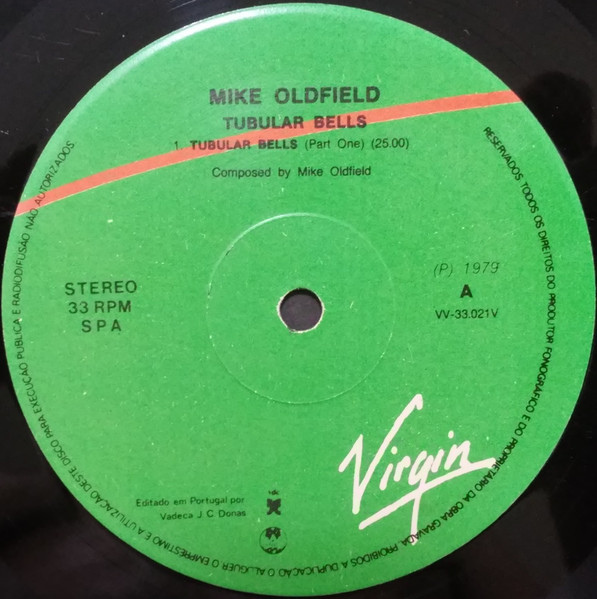 MIKE OLDFIELD
TUBULAR BELLS
1. TUBULAR BELLS (Part One) (25.00)
Composed by Mike Oldfield
STEREO
33 RPM
SPA
(P) 1979
A
VV-33.021V
Virgin
Editado em Portugal por
Vadeca J. C. Donas
RESERVADOS TODOS OS DIREITOS DO PRODUTOR FONOGRÁFICO E DO PROPRIETÁRIO DA OBRA GRAVADA PROIBIDOS A DUPLICAÇÃO O ALUGUER O EMPRESTIMO E A UTILIZAÇÃO DESTE DISCO PARA EXECUÇÃO PUBLICA E RADIODIFUSÃO NÃO AUTORIZADOS